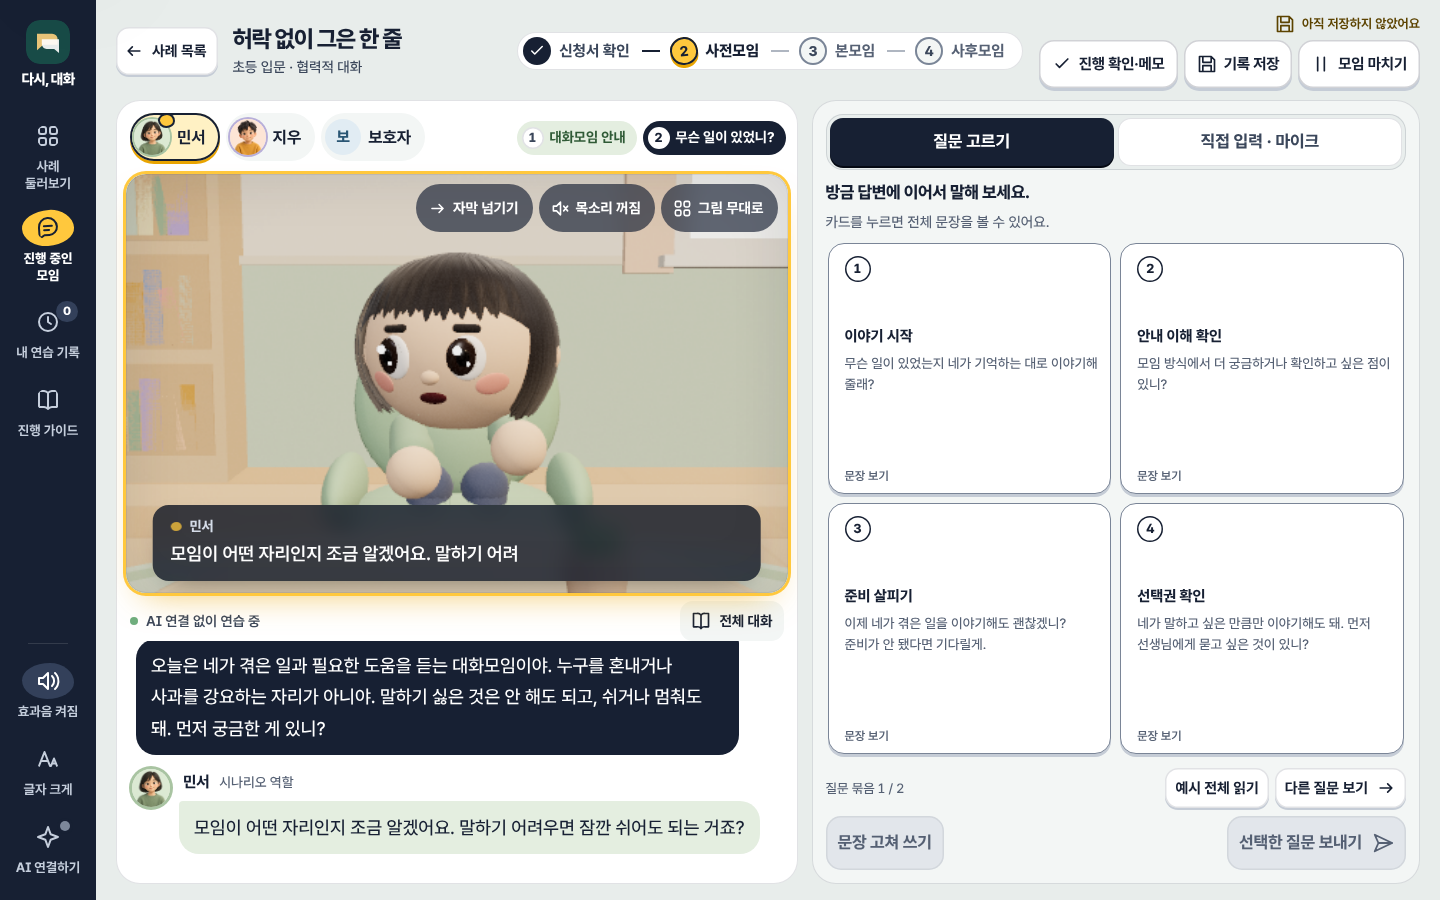 다시, 대화
사례
둘러보기
진행 중인
모임
0
내 연습 기록
진행 가이드
효과음 켜짐
글자 크게
AI 연결하기
사례 목록
허락 없이 그은 한 줄
초등 입문 · 협력적 대화
신청서 확인
2 사전모임
3 본모임
4 사후모임
아직 저장하지 않았어요
진행 확인·메모
기록 저장
모임 마치기
민서
지우
보 보호자
1 대화모임 안내
2 무슨 일이 있었니?
자막 넘기기
목소리 꺼짐
그림 무대로
민서
모임이 어떤 자리인지 조금 알겠어요. 말하기 어려
AI 연결 없이 연습 중
전체 대화
오늘은 네가 겪은 일과 필요한 도움을 듣는 대화모임이야. 누구를 혼내거나
사과를 강요하는 자리가 아니야. 말하기 싫은 것은 안 해도 되고, 쉬거나 멈춰도
돼. 먼저 궁금한 게 있니?
민서 시나리오 역할
모임이 어떤 자리인지 조금 알겠어요. 말하기 어려우면 잠깐 쉬어도 되는 거죠?
질문 고르기
직접 입력 · 마이크
방금 답변에 이어서 말해 보세요.
카드를 누르면 전체 문장을 볼 수 있어요.
1
이야기 시작
무슨 일이 있었는지 네가 기억하는 대로 이야기해
줄래?
문장 보기
2
안내 이해 확인
모임 방식에서 더 궁금하거나 확인하고 싶은 점이
있니?
문장 보기
3
준비 살피기
이제 네가 겪은 일을 이야기해도 괜찮겠니?
준비가 안 됐다면 기다릴게.
문장 보기
4
선택권 확인
네가 말하고 싶은 만큼만 이야기해도 돼. 먼저
선생님에게 묻고 싶은 것이 있니?
문장 보기
질문 묶음 1 / 2
예시 전체 읽기
다른 질문 보기
문장 고쳐 쓰기
선택한 질문 보내기